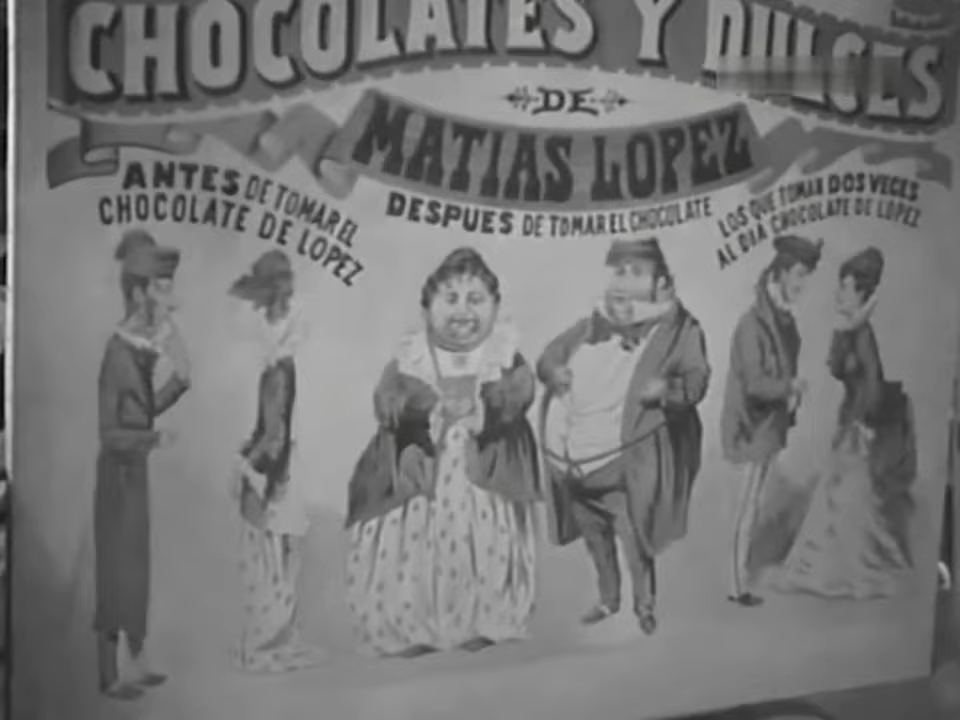 CHOCOLATES Y DULCES
DE
MATIAS LOPEZ
ANTES DE TOMAR EL
CHOCOLATE DE LOPEZ
DESPUES DE TOMAR EL CHOCOLATE
LOS QUE TOMAN DOS VECES
AL DIA CHOCOLATE DE LOPEZ